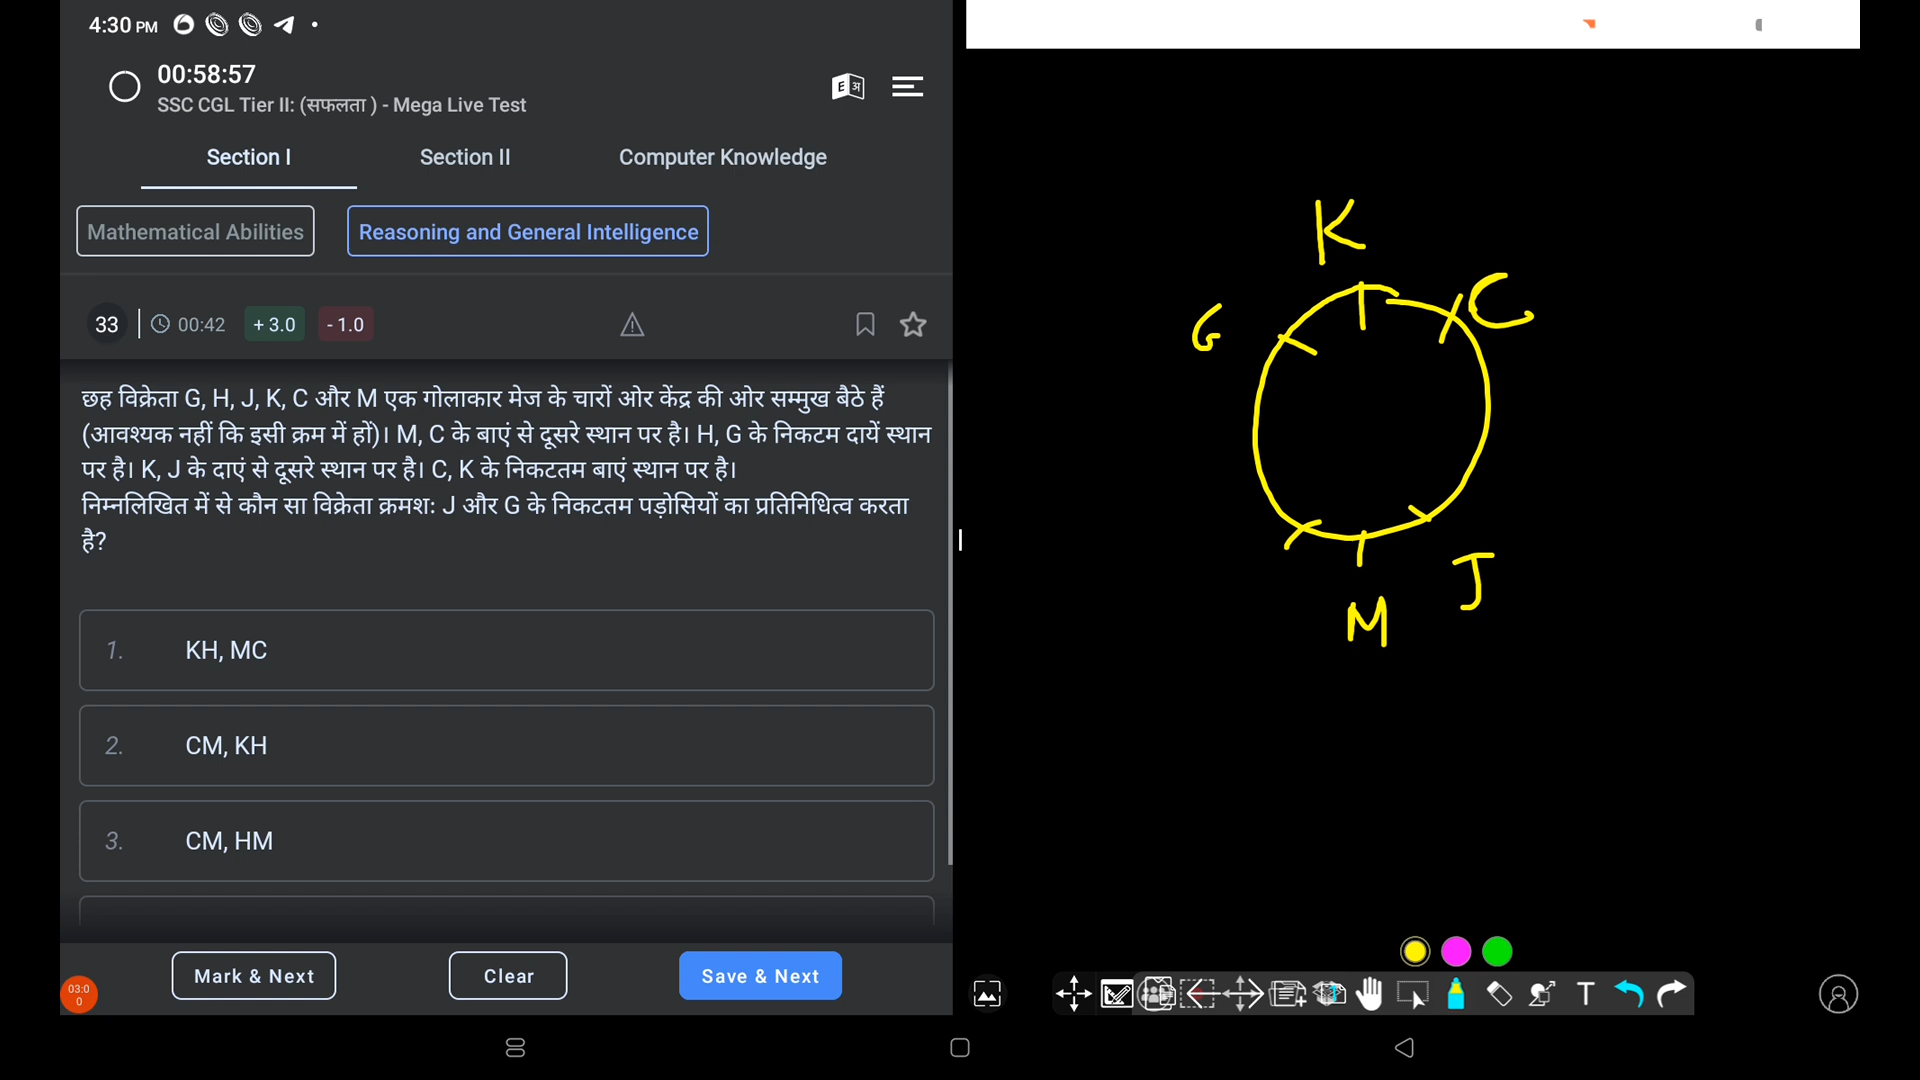 4:30 PM
00:58:57
SSC CGL Tier II: (सफलता ) - Mega Live Test
E अ
Section I
Section II
Computer Knowledge
Mathematical Abilities
Reasoning and General Intelligence
33
00:42
+ 3.0
- 1.0
छह विक्रेता G, H, J, K, C और M एक गोलाकार मेज के चारों ओर केंद्र की ओर सम्मुख बैठे हैं
(आवश्यक नहीं कि इसी क्रम में हों)। M, C के बाएं से दूसरे स्थान पर है। H, G के निकटम दायें स्थान
पर है। K, J के दाएं से दूसरे स्थान पर है। C, K के निकटतम बाएं स्थान पर है।
निम्नलिखित में से कौन सा विक्रेता क्रमशः J और G के निकटतम पड़ोसियों का प्रतिनिधित्व करता
है?
1. KH, MC
2. CM, KH
3. CM, HM
Mark & Next
Clear
Save & Next
03:0
0
K
C
G
J
M
T